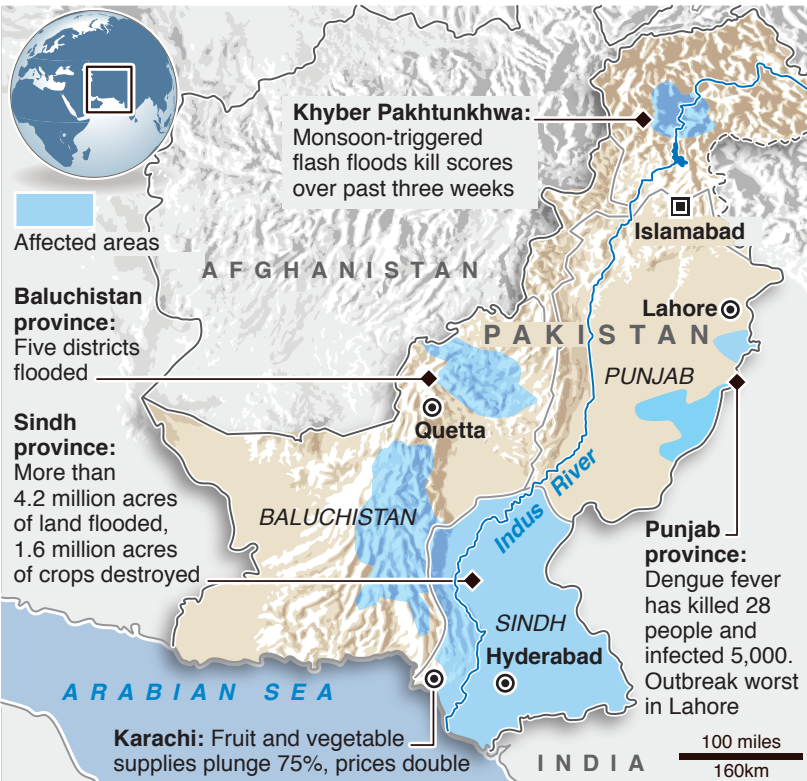 Khyber Pakhtunkhwa:
Monsoon-triggered
flash floods kill scores
over past three weeks
Affected areas
Islamabad
AFGHANISTAN
Baluchistan
province:
Five districts
flooded
Lahore
PAKISTAN
PUNJAB
Quetta
Sindh
province:
More than
4.2 million acres
of land flooded,
1.6 million acres
of crops destroyed
BALUCHISTAN
Indus River
Punjab
province:
Dengue fever
has killed 28
people and
infected 5,000.
Outbreak worst
in Lahore
SINDH
Hyderabad
ARABIAN SEA
Karachi: Fruit and vegetable
supplies plunge 75%, prices double
INDIA
100 miles
160km